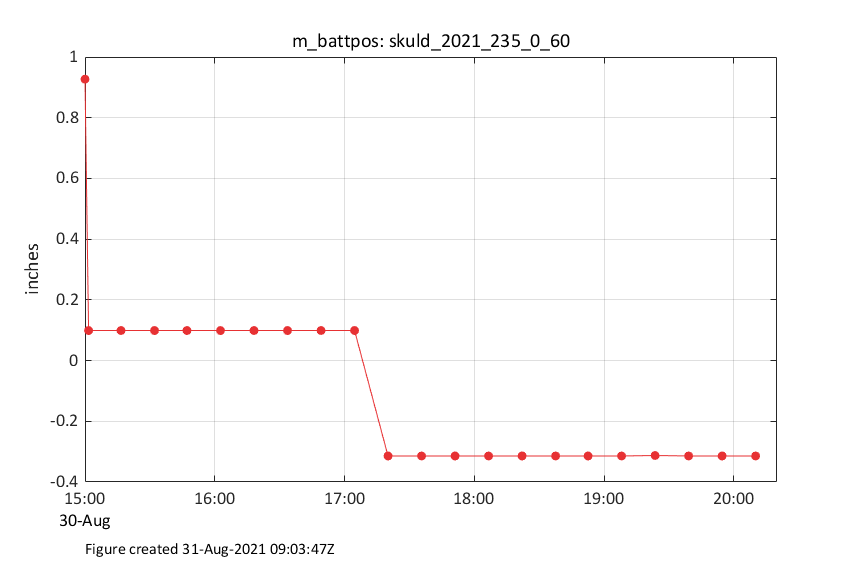 m_battpos: skuld_2021_235_0_60
1
0.8
0.6
0.4
0.2
0
-0.2
-0.4
inches
15:00 16:00 17:00 18:00 19:00 20:00
30-Aug
Figure created 31-Aug-2021 09:03:47Z